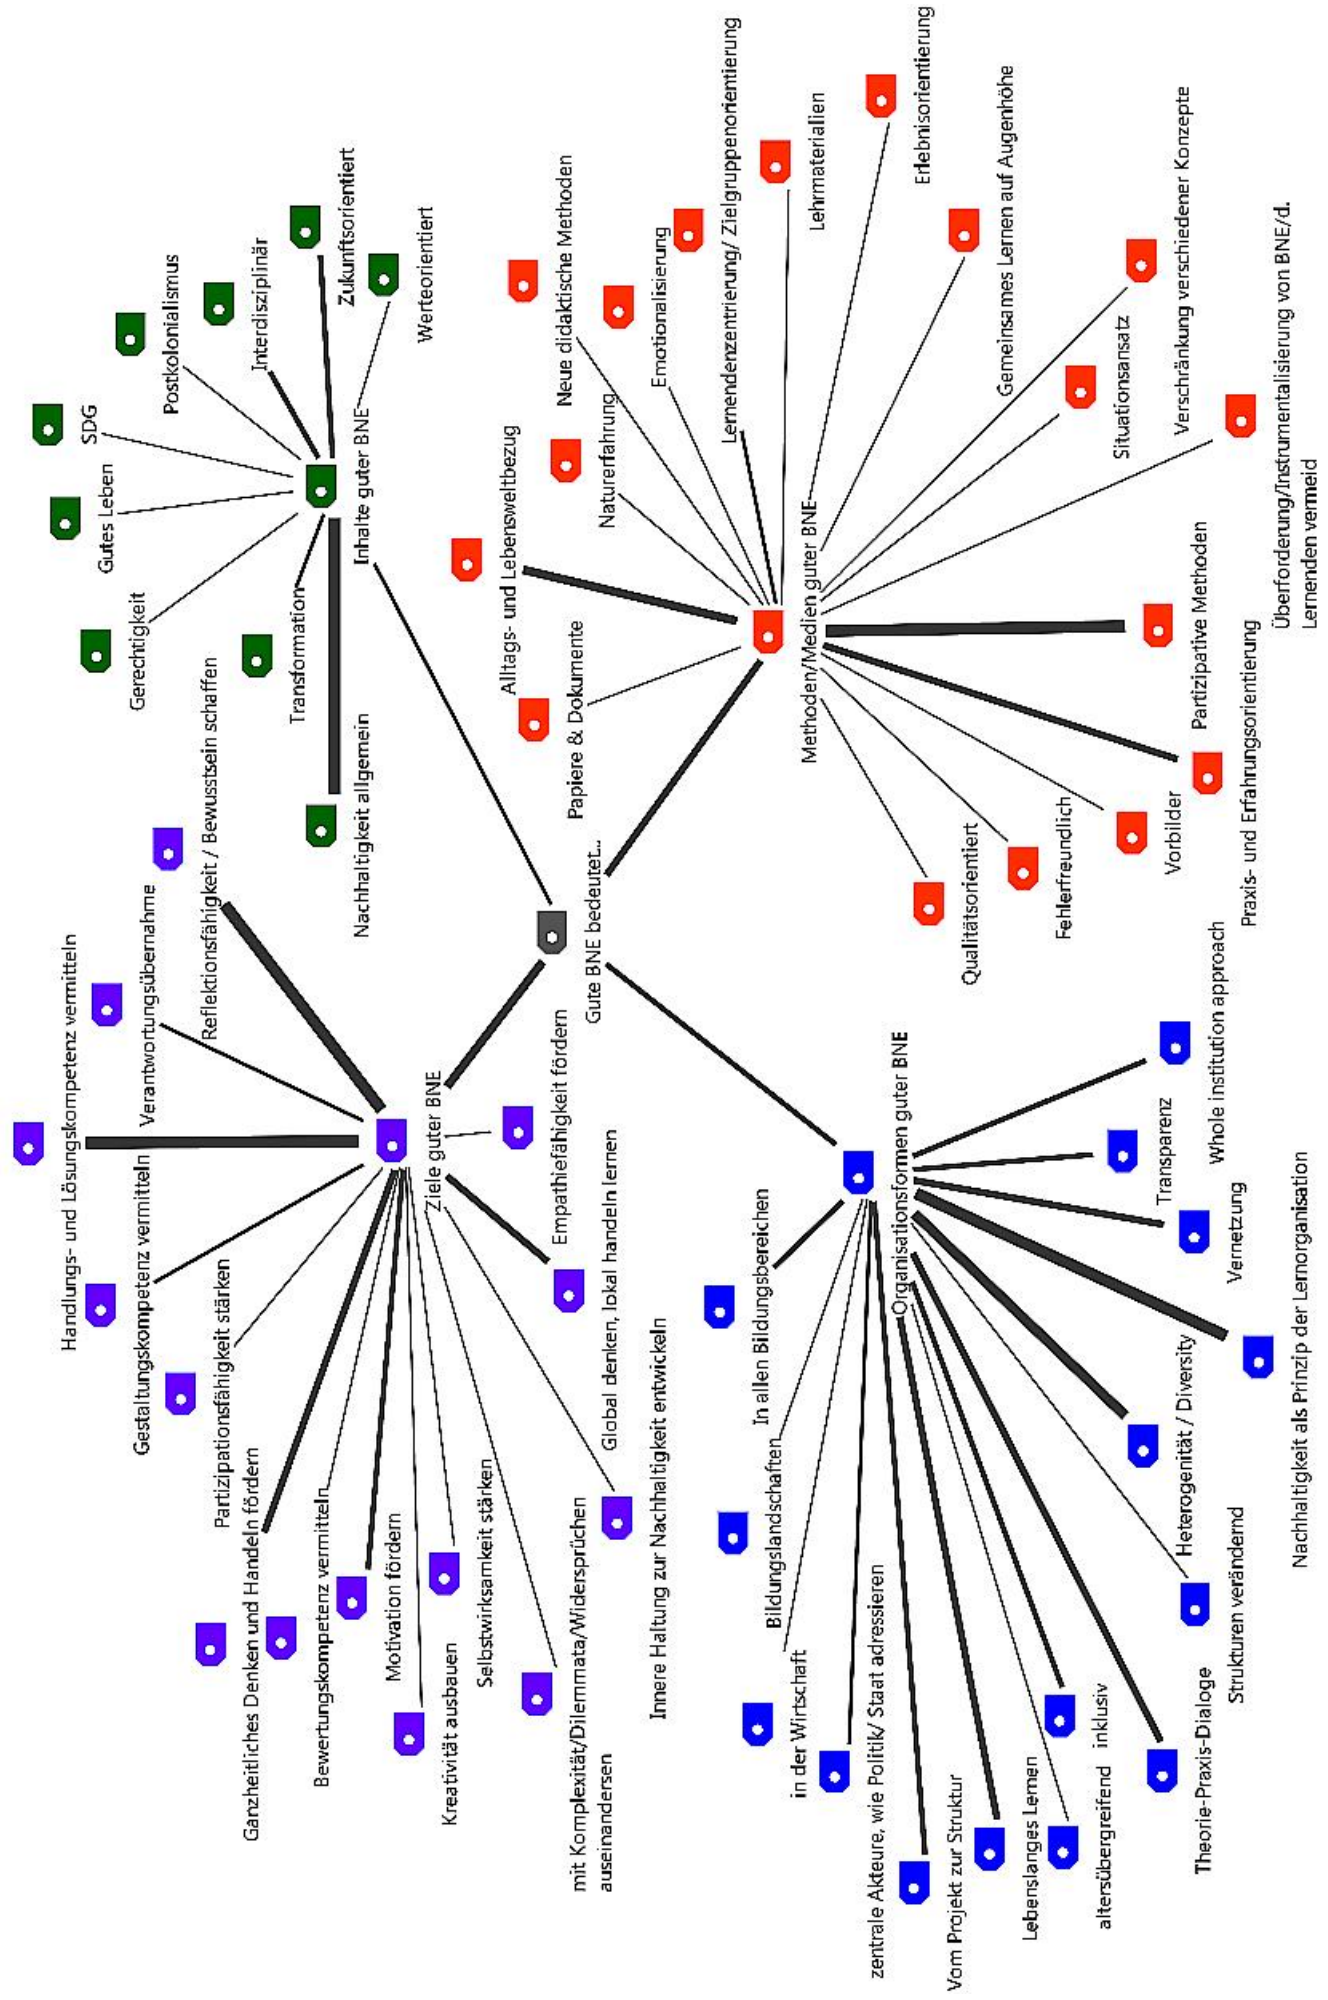 Handlungs- und Lösungskompetenz vermitteln
Verantwortungsübernahme
Reflektionsfähigkeit / Bewusstsein schaffen
Gestaltungskompetenz vermitteln
Partizipationsfähigkeit stärken
Ganzheitliches Denken und Handeln fördern
Bewertungskompetenz vermitteln
Motivation fördern
Kreativität ausbauen
Selbstwirksamkeit stärken
mit Komplexität/Dilemmata/Widersprüchen
auseinandersen
Innere Haltung zur Nachhaltigkeit entwickeln
Global denken, lokal handeln lernen
Empathiefähigkeit fördern
Ziele guter BNE
Gute BNE bedeutet...
Gerechtigkeit
Gutes Leben
SDG
Postkolonialismus
Interdisziplinär
Zukunftsorientiert
Werteorientiert
Inhalte guter BNE
Transformation
Nachhaltigkeit allgemein
Papiere & Dokumente
Alltags- und Lebensweltbezug
Naturerfahrung
Neue didaktische Methoden
Emotionalisierung
Lernendenzentrierung/ Zielgruppenorientierung
Lehrmaterialien
Erlebnisorientierung
Gemeinsames Lernen auf Augenhöhe
Situationsansatz
Verschränkung verschiedener Konzepte
Überforderung/Instrumentalisierung von BNE/d.
Lernenden vermeid
Methoden/Medien guter BNE
Partizipative Methoden
Praxis- und Erfahrungsorientierung
Vorbilder
Fehlerfreundlich
Qualitätsorientiert
Organisationsformen guter BNE
In allen Bildungsbereichen
Bildungslandschaften
in der Wirtschaft
zentrale Akteure, wie Politik/ Staat adressieren
Vom Projekt zur Struktur
Lebenslanges Lernen
altersübergreifend
inklusiv
Theorie-Praxis-Dialoge
Strukturen verändernd
Heterogenität / Diversity
Nachhaltigkeit als Prinzip der Lernorganisation
Vernetzung
Transparenz
Whole institution approach